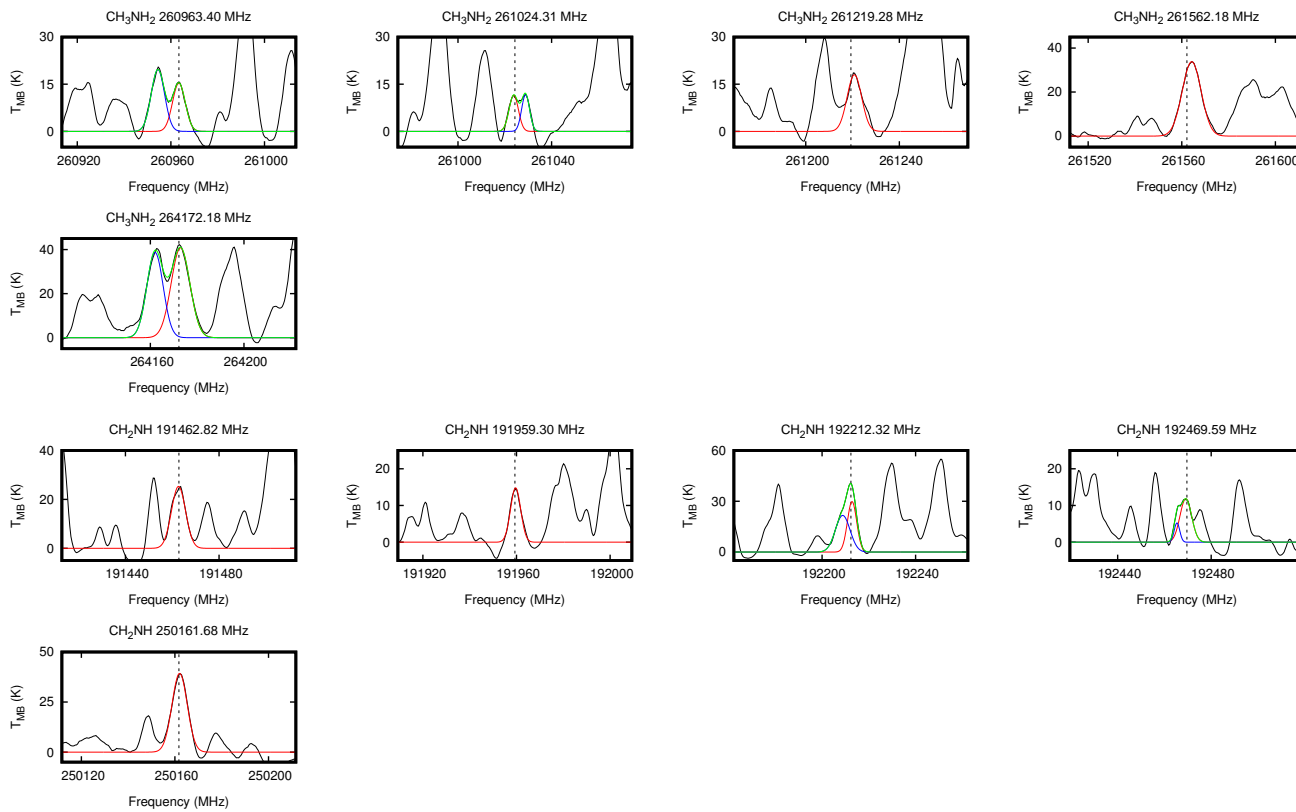 CH3NH2 260963.40 MHz
CH3NH2 261024.31 MHz
CH3NH2 261219.28 MHz
CH3NH2 261562.18 MHz
TMB (K)
30
15
0
260920 260960 261000
Frequency (MHz)
30
15
0
261000 261040
Frequency (MHz)
30
15
0
261200 261240
Frequency (MHz)
40
20
0
261520 261560 261600
Frequency (MHz)
CH3NH2 264172.18 MHz
TMB (K)
40
20
0
264160 264200
Frequency (MHz)
CH2NH 191462.82 MHz
CH2NH 191959.30 MHz
CH2NH 192212.32 MHz
CH2NH 192469.59 MHz
TMB (K)
40
20
0
191440 191480
Frequency (MHz)
TMB (K)
20
10
0
191920 191960 192000
Frequency (MHz)
TMB (K)
60
30
0
192200 192240
Frequency (MHz)
TMB (K)
20
10
0
192440 192480
Frequency (MHz)
CH2NH 250161.68 MHz
TMB (K)
50
25
0
250120 250160 250200
Frequency (MHz)